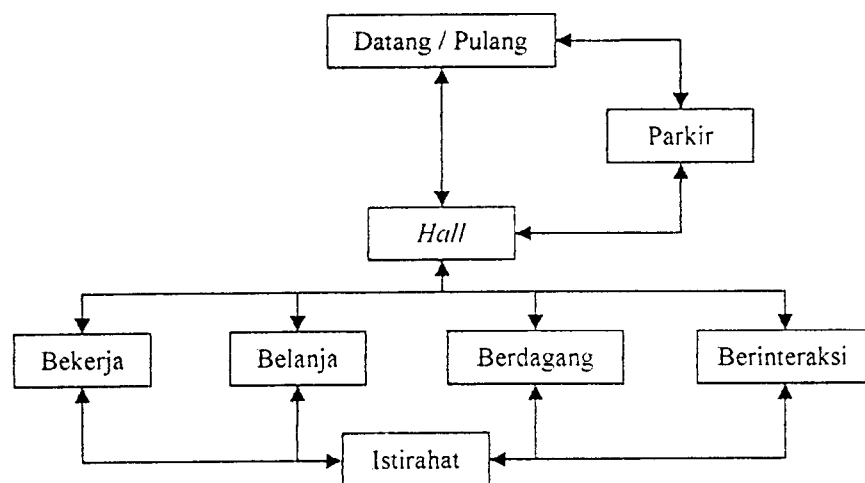 Datang / Pulang
Parkir
Hall
Bekerja
Belanja
Berdagang
Berinteraksi
Istirahat